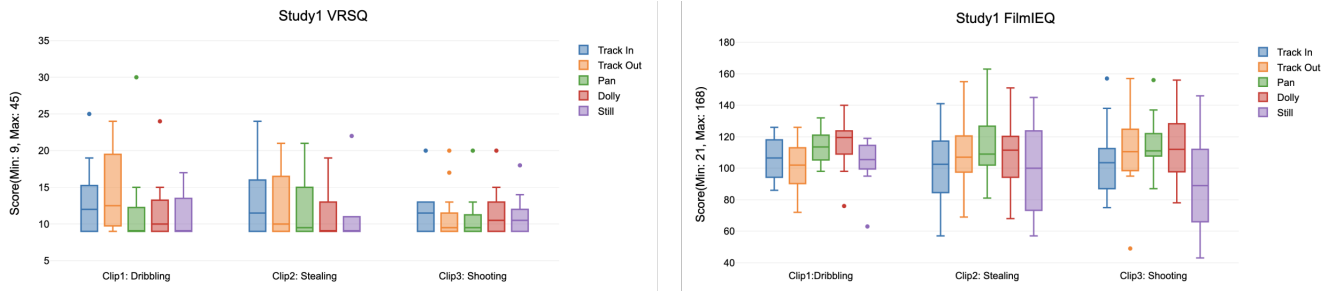 Study1 VRSQ
Score(Min: 9, Max: 45)
35
30
25
20
15
10
5
Clip1: Dribbling
Clip2: Stealing
Clip3: Shooting
Track In
Track Out
Pan
Dolly
Still
Study1 FilmIEQ
Score(Min: 21, Max: 168)
180
160
140
120
100
80
60
40
Clip1:Dribbling
Clip2: Stealing
Clip3: Shooting
Track In
Track Out
Pan
Dolly
Still